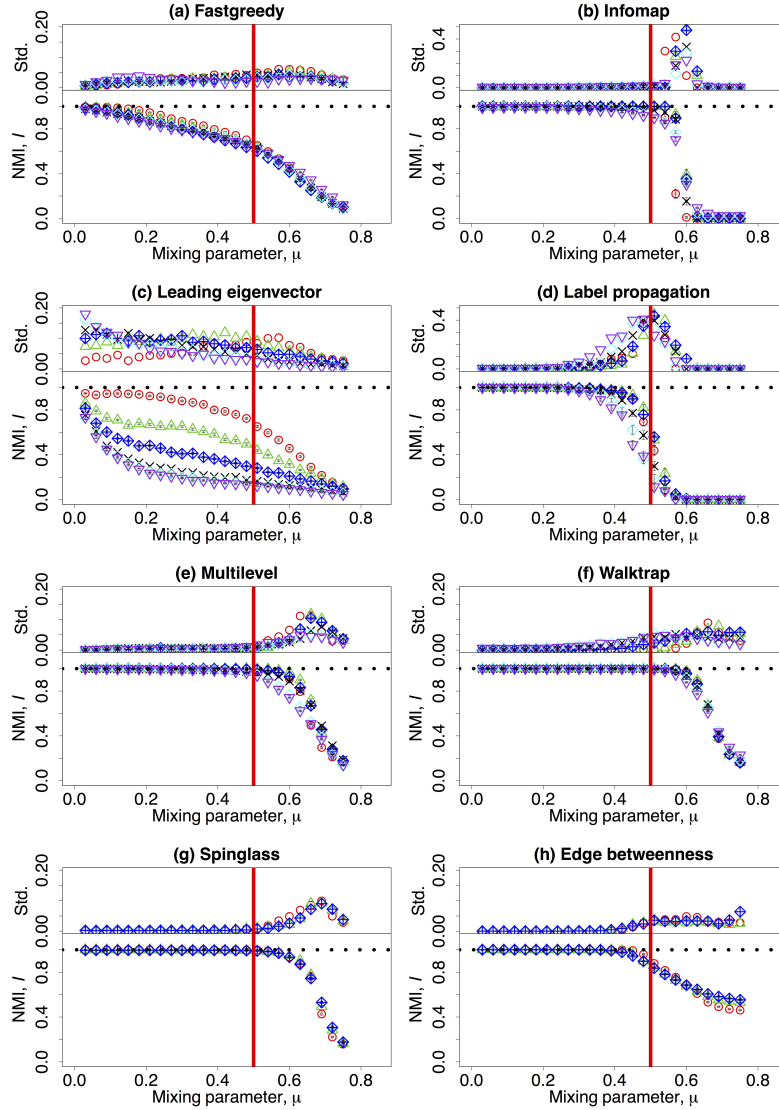 (a) Fastgreedy
Std.
0.00 0.20
NMI, I
0.0 0.4 0.8
0.0 0.2 0.4 0.6 0.8
Mixing parameter, μ
(b) Infomap
Std.
0.0 0.4
NMI, I
0.0 0.4 0.8
0.0 0.2 0.4 0.6 0.8
Mixing parameter, μ
(c) Leading eigenvector
Std.
0.00 0.20
NMI, I
0.0 0.4 0.8
0.0 0.2 0.4 0.6 0.8
Mixing parameter, μ
(d) Label propagation
Std.
0.0 0.4
NMI, I
0.0 0.4 0.8
0.0 0.2 0.4 0.6 0.8
Mixing parameter, μ
(e) Multilevel
Std.
0.00 0.20
NMI, I
0.0 0.4 0.8
0.0 0.2 0.4 0.6 0.8
Mixing parameter, μ
(f) Walktrap
Std.
0.00 0.20
NMI, I
0.0 0.4 0.8
0.0 0.2 0.4 0.6 0.8
Mixing parameter, μ
(g) Spinglass
Std.
0.00 0.20
NMI, I
0.0 0.4 0.8
0.0 0.2 0.4 0.6 0.8
Mixing parameter, μ
(h) Edge betweenness
Std.
0.00 0.20
NMI, I
0.0 0.4 0.8
0.0 0.2 0.4 0.6 0.8
Mixing parameter, μ